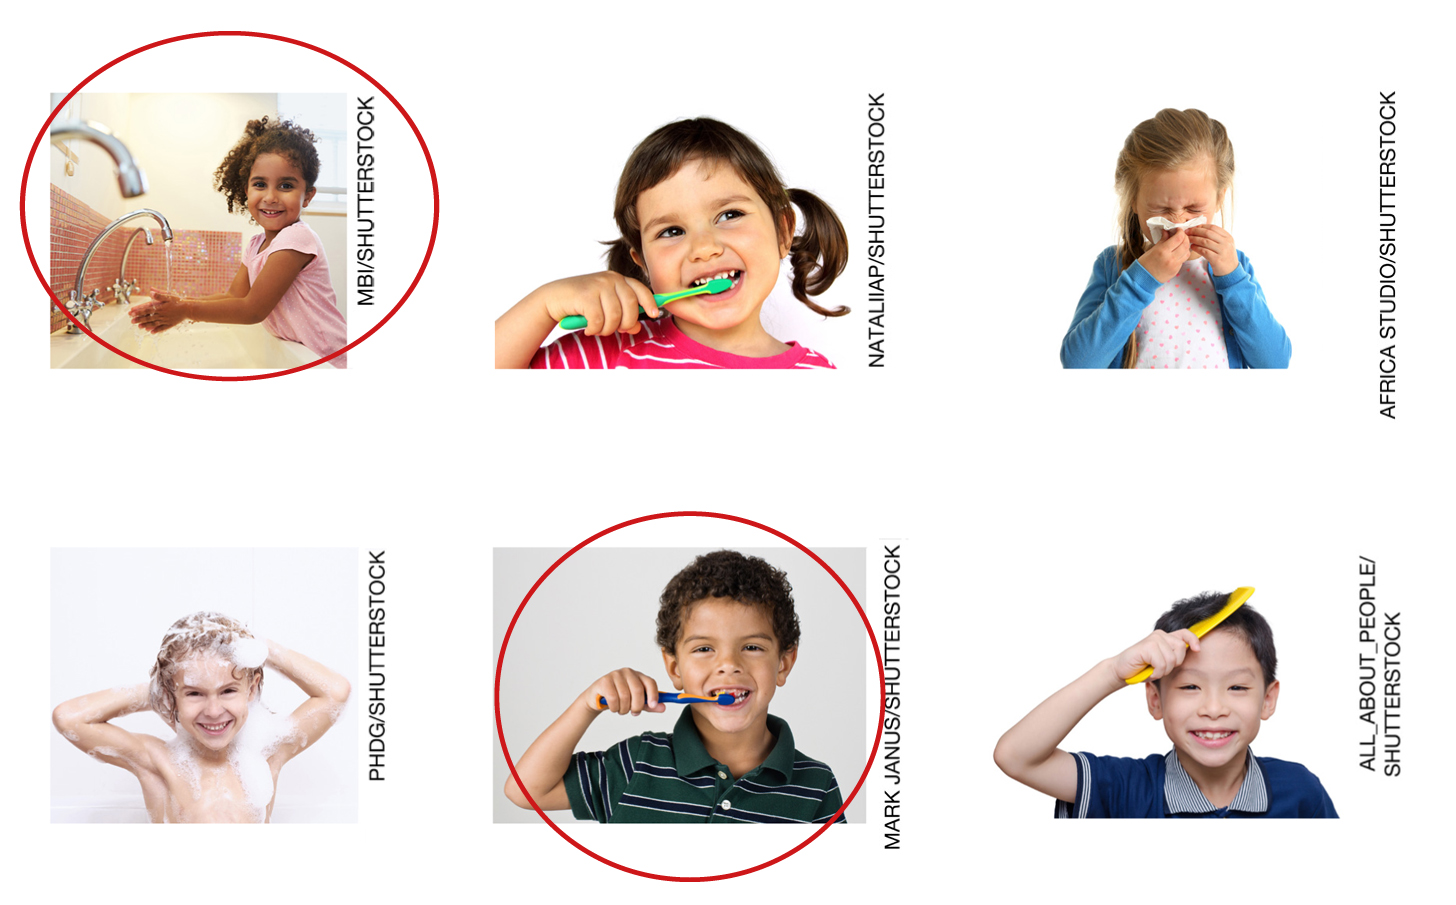 MBI/SHUTTERSTOCK
NATALIIAP/SHUTTERSTOCK
AFRICA STUDIO/SHUTTERSTOCK
PHDG/SHUTTERSTOCK
MARK JANUS/SHUTTERSTOCK
ALL_ABOUT_PEOPLE/
SHUTTERSTOCK